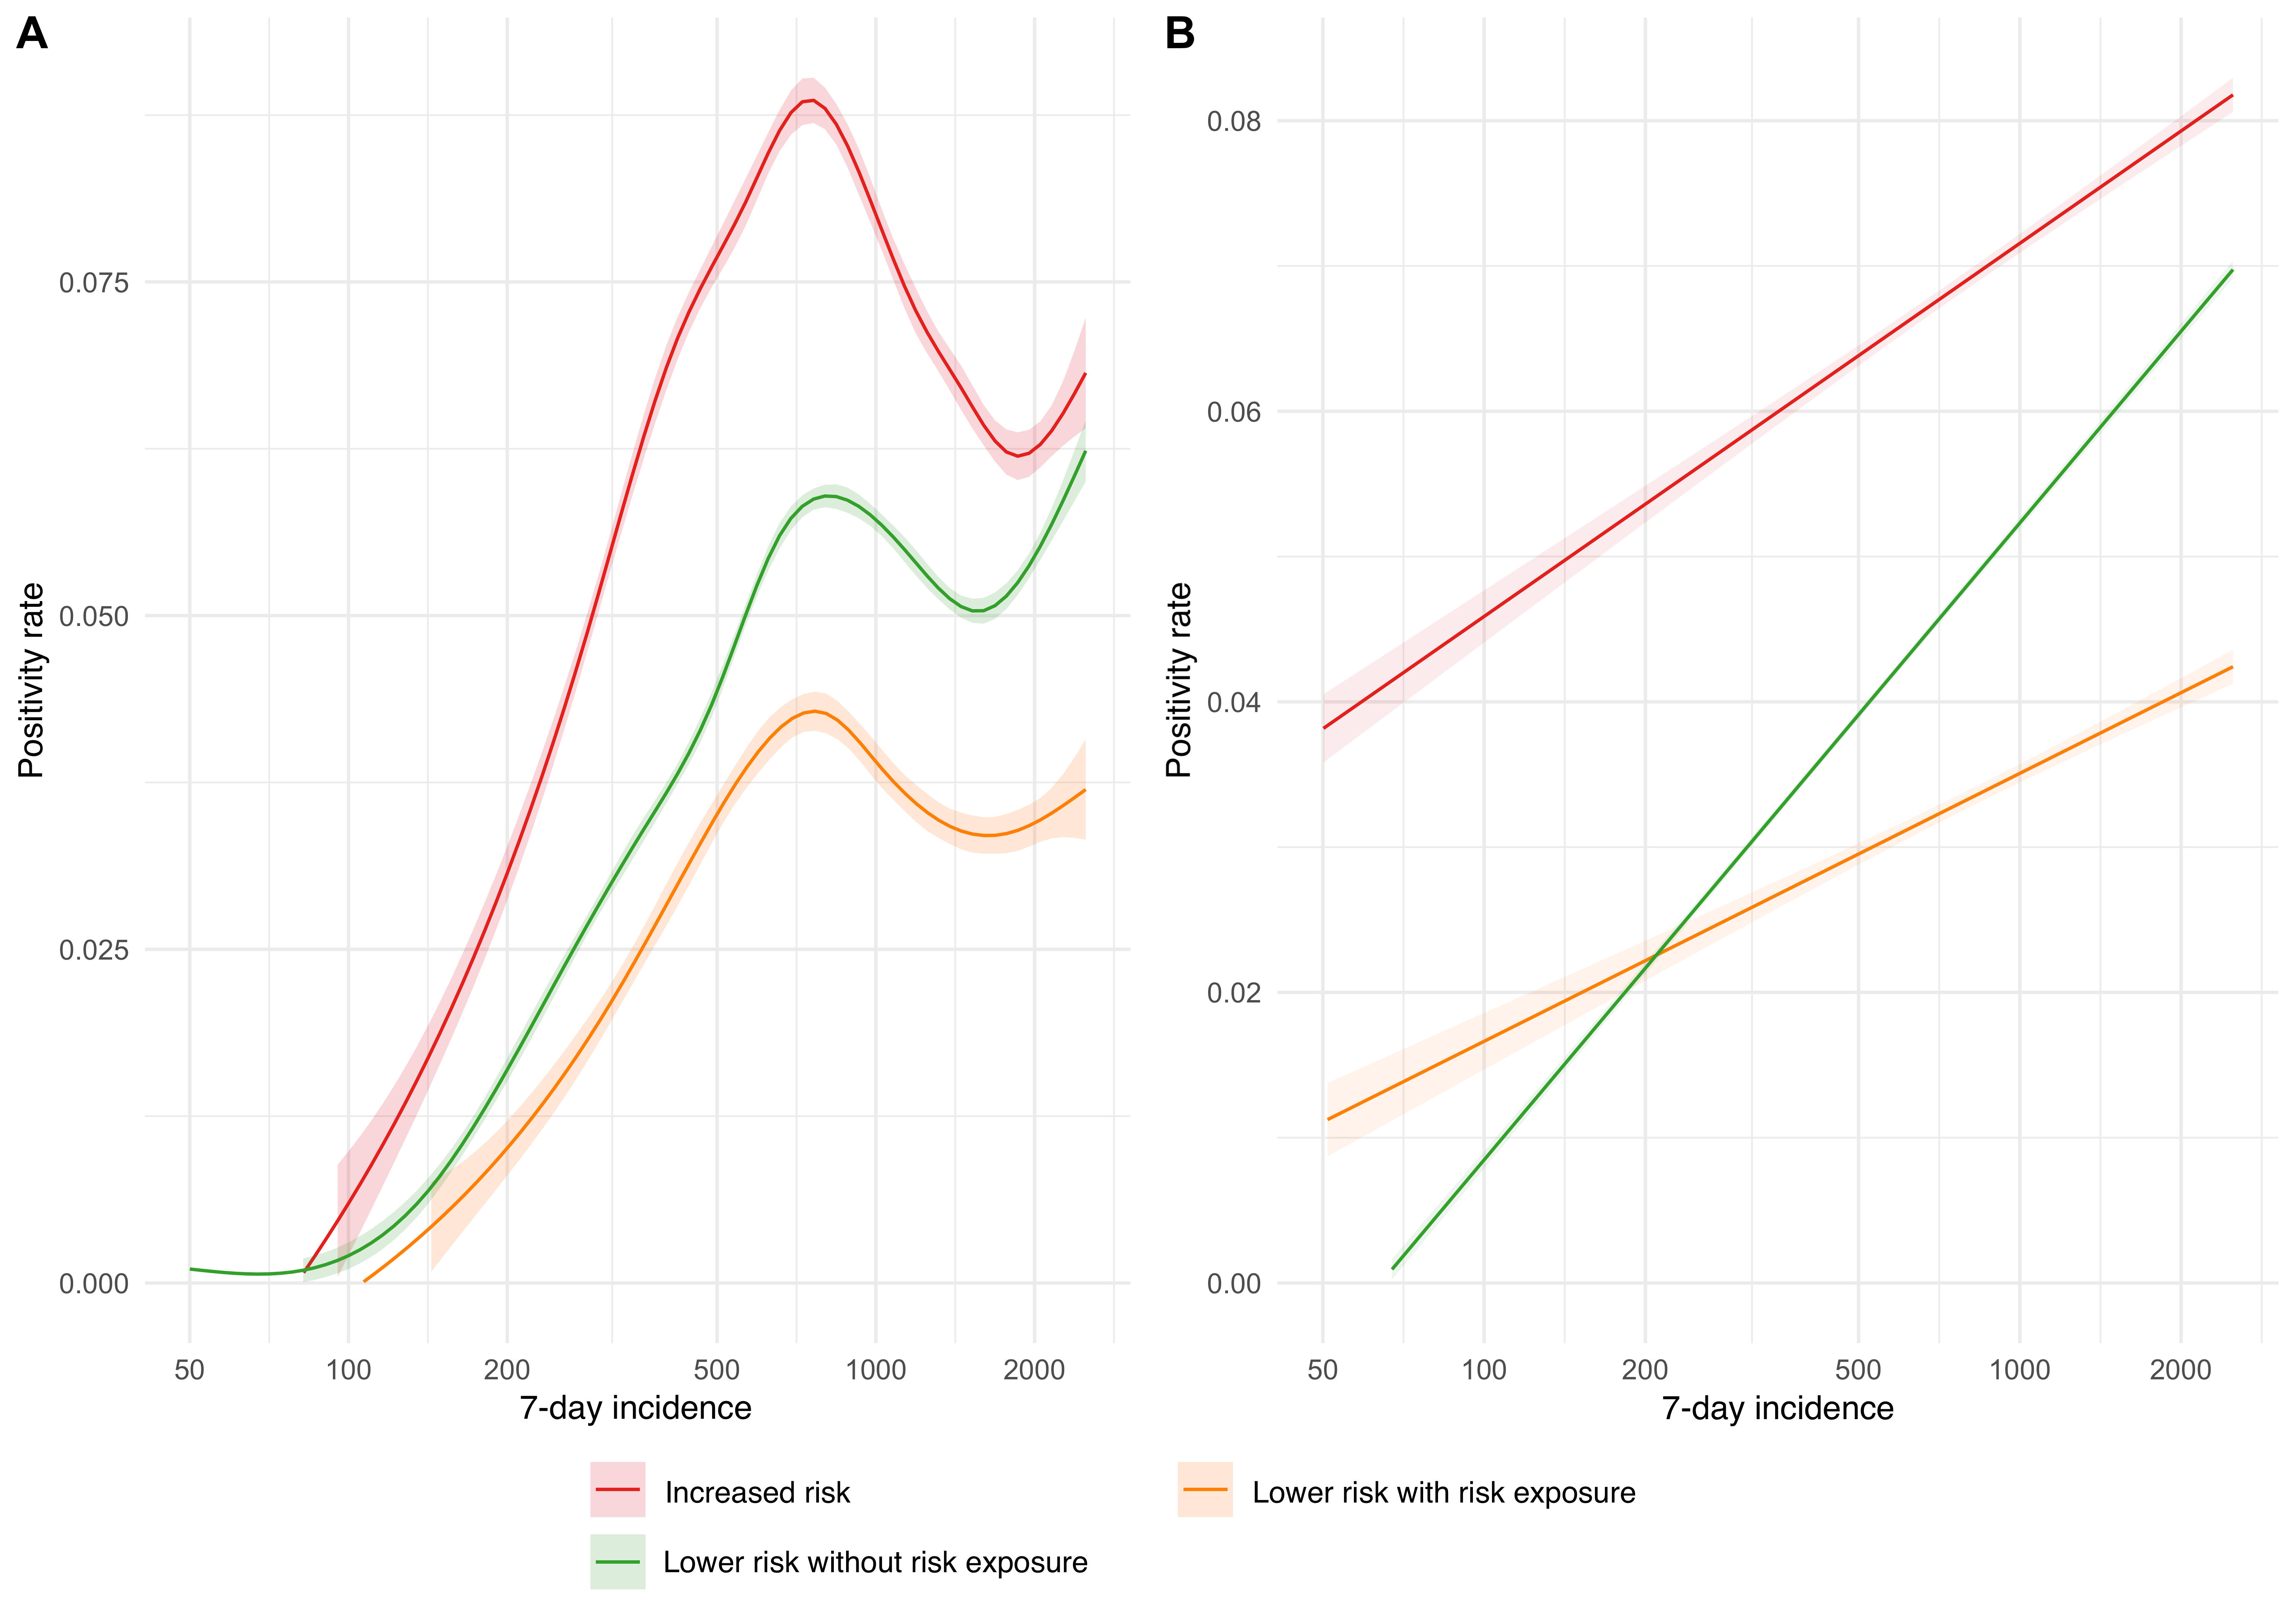 A
Positivity rate
0.075
0.050
0.025
0.000
50 100 200 500 1000 2000
7-day incidence
B
Positivity rate
0.08
0.06
0.04
0.02
0.00
50 100 200 500 1000 2000
7-day incidence
Increased risk
Lower risk with risk exposure
Lower risk without risk exposure